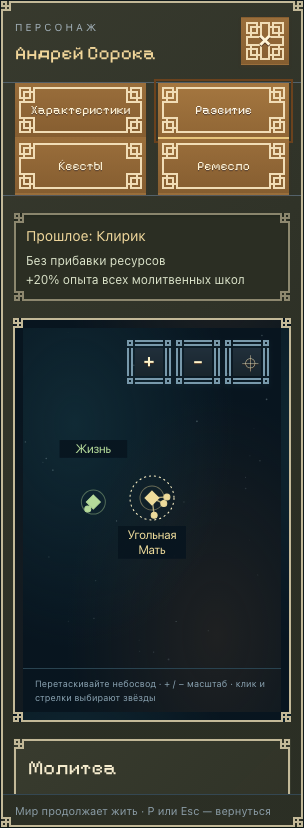 ПЕРСОНАЖ
Андрей Сорока
Характеристики
Развитие
Квесты
Ремесло
Прошлое: Клирик
Без прибавки ресурсов
+20% опыта всех молитвенных школ
+
−
Жизнь
Угольная
Мать
Перетаскивайте небосвод · + / − масштаб · клик и
стрелки выбирают звёзды
Молитва
Мир продолжает жить · P или Esc — вернуться